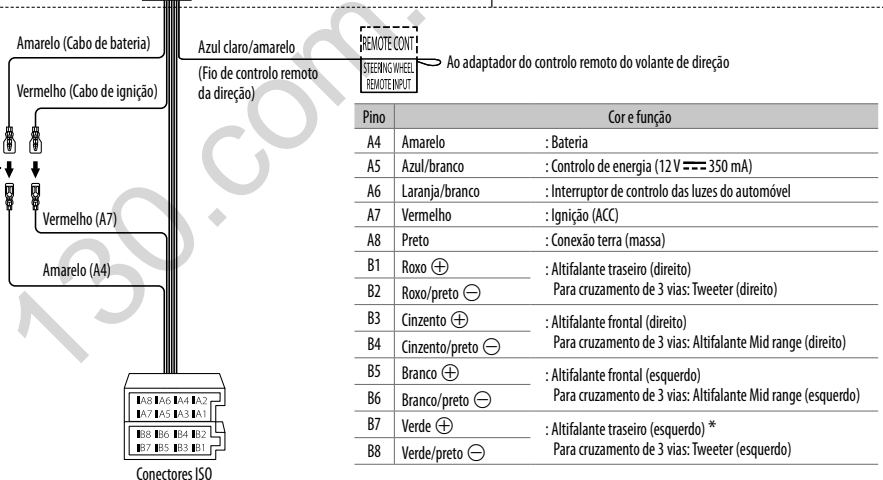 Amarelo (Cabo de bateria)
Vermelho (Cabo de ignição)
Azul claro/amarelo
(Fio de controlo remoto
da direção)
REMOTE CONT
STEERING WHEEL
REMOTE INPUT
Ao adaptador do controlo remoto do volante de direção
Vermelho (A7)
Amarelo (A4)
A8 A6 A4 A2
A7 A5 A3 A1
B8 B6 B4 B2
B7 B5 B3 B1
Conectores ISO
Pino Cor e função
A4 Amarelo : Bateria
A5 Azul/branco : Controlo de energia (12 V ⎓ 350 mA)
A6 Laranja/branco : Interruptor de controlo das luzes do automóvel
A7 Vermelho : Ignição (ACC)
A8 Preto : Conexão terra (massa)
B1 Roxo ⊕ : Altifalante traseiro (direito)
B2 Roxo/preto ⊖ Para cruzamento de 3 vias: Tweeter (direito)
B3 Cinzento ⊕ : Altifalante frontal (direito)
B4 Cinzento/preto ⊖ Para cruzamento de 3 vias: Altifalante Mid range (direito)
B5 Branco ⊕ : Altifalante frontal (esquerdo)
B6 Branco/preto ⊖ Para cruzamento de 3 vias: Altifalante Mid range (esquerdo)
B7 Verde ⊕ : Altifalante traseiro (esquerdo) *
B8 Verde/preto ⊖ Para cruzamento de 3 vias: Tweeter (esquerdo)
130.com.